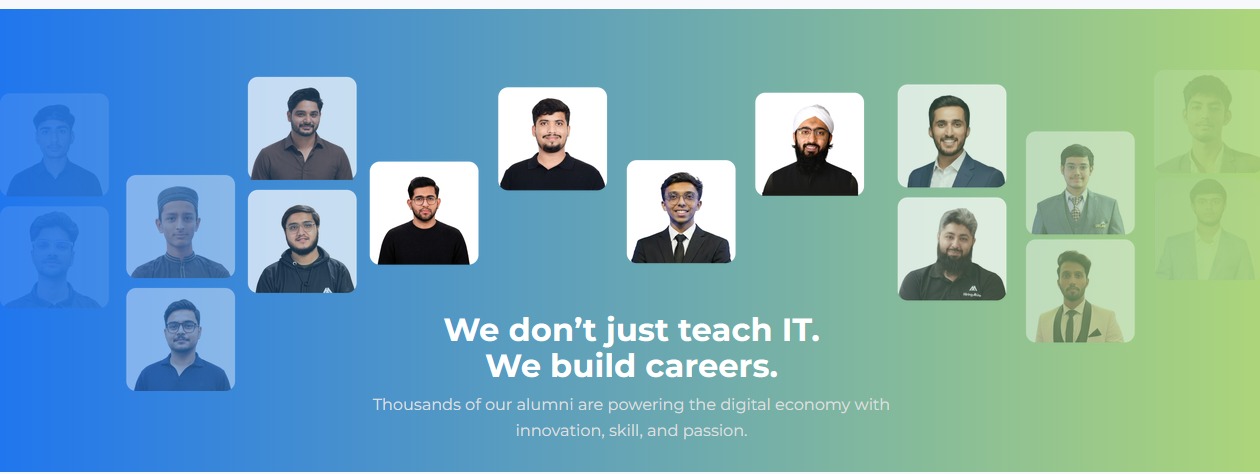 We don’t just teach IT.
We build careers.
Thousands of our alumni are powering the digital economy with
innovation, skill, and passion.